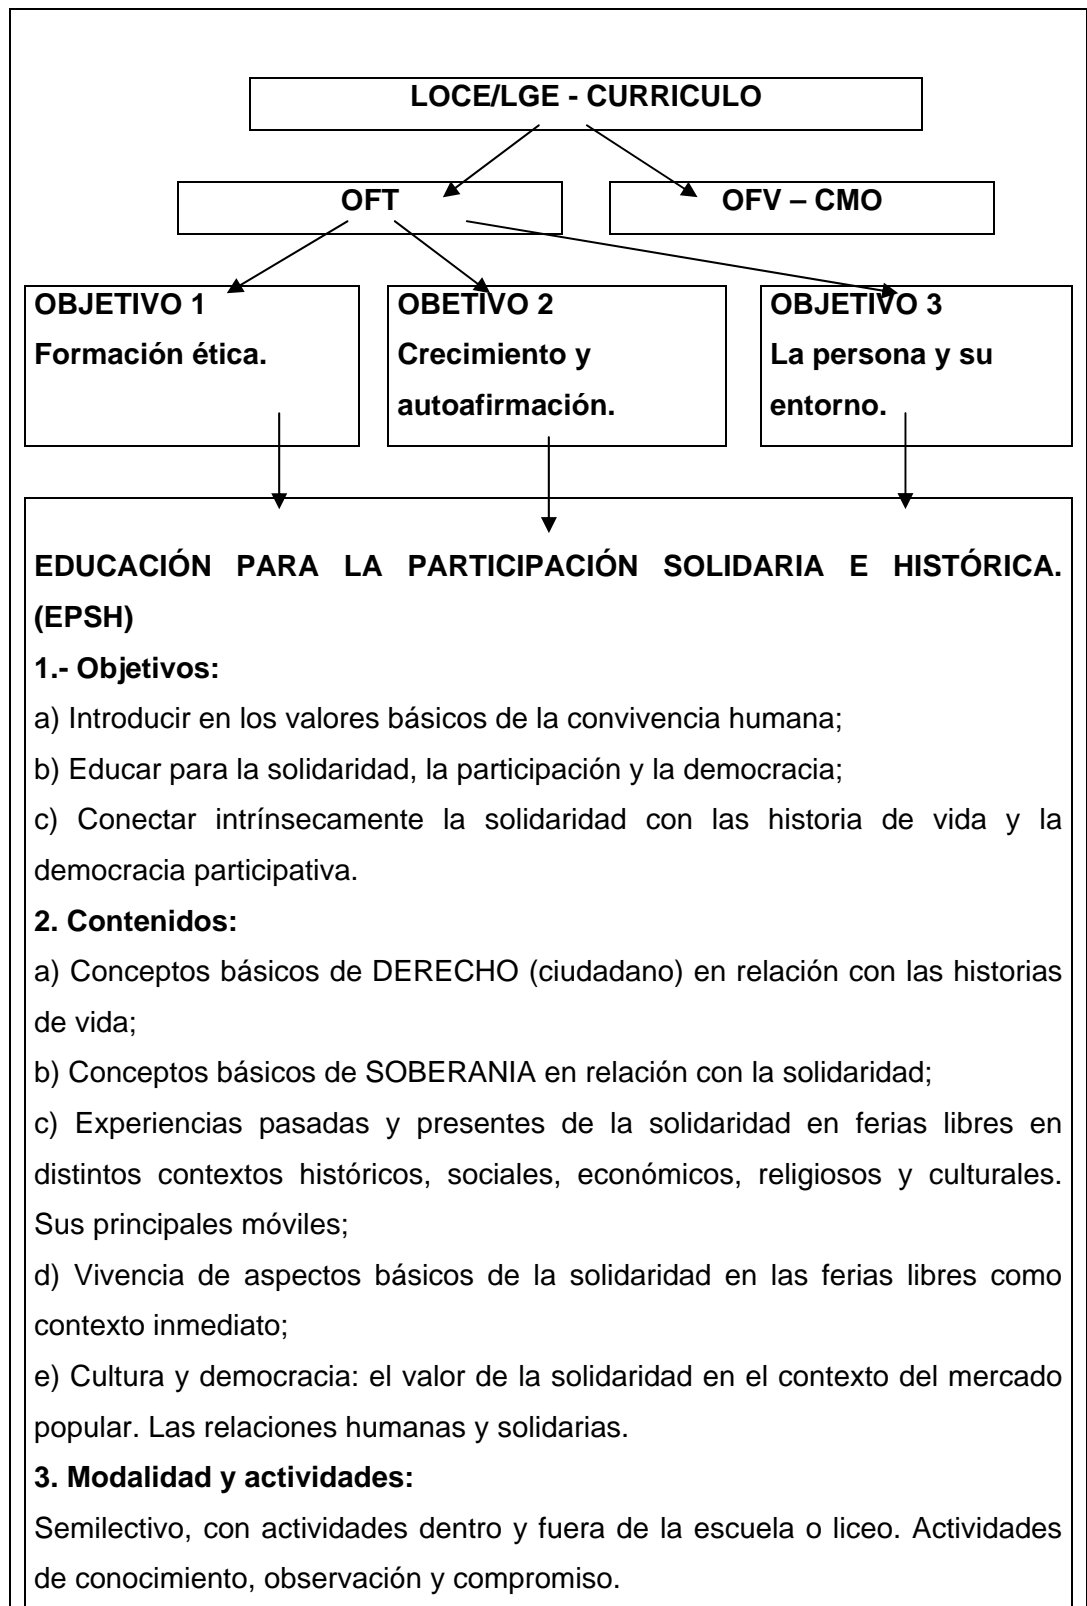 LOCE/LGE - CURRICULO
OFT
OFV – CMO
OBJETIVO 1
Formación ética.
OBETIVO 2
Crecimiento y
autoafirmación.
OBJETIVO 3
La persona y su
entorno.
EDUCACIÓN PARA LA PARTICIPACIÓN SOLIDARIA E HISTÓRICA.
(EPSH)
1.- Objetivos:
a) Introducir en los valores básicos de la convivencia humana;
b) Educar para la solidaridad, la participación y la democracia;
c) Conectar intrínsecamente la solidaridad con las historia de vida y la
democracia participativa.
2. Contenidos:
a) Conceptos básicos de DERECHO (ciudadano) en relación con las historias
de vida;
b) Conceptos básicos de SOBERANIA en relación con la solidaridad;
c) Experiencias pasadas y presentes de la solidaridad en ferias libres en
distintos contextos históricos, sociales, económicos, religiosos y culturales.
Sus principales móviles;
d) Vivencia de aspectos básicos de la solidaridad en las ferias libres como
contexto inmediato;
e) Cultura y democracia: el valor de la solidaridad en el contexto del mercado
popular. Las relaciones humanas y solidarias.
3. Modalidad y actividades:
Semilectivo, con actividades dentro y fuera de la escuela o liceo. Actividades
de conocimiento, observación y compromiso.